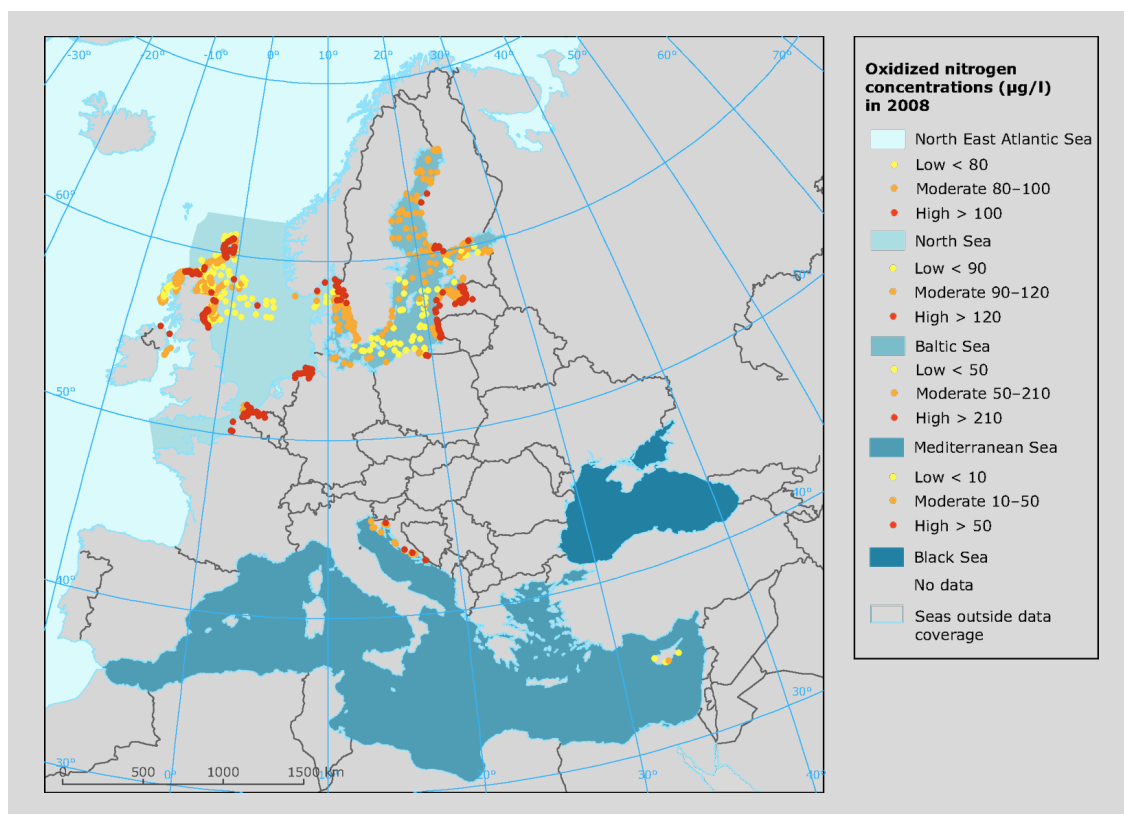 -30° -20° -10° 0° 10° 20° 30° 40° 50° 60° 70°
60°
50°
50°
40°
40°
30°
30°
0° 10° 20° 30° 40°
0 500 1000 1500 km
Oxidized nitrogen
concentrations (µg/l)
in 2008
North East Atlantic Sea
Low < 80
Moderate 80–100
High > 100
North Sea
Low < 90
Moderate 90–120
High > 120
Baltic Sea
Low < 50
Moderate 50–210
High > 210
Mediterranean Sea
Low < 10
Moderate 10–50
High > 50
Black Sea
No data
Seas outside data
coverage